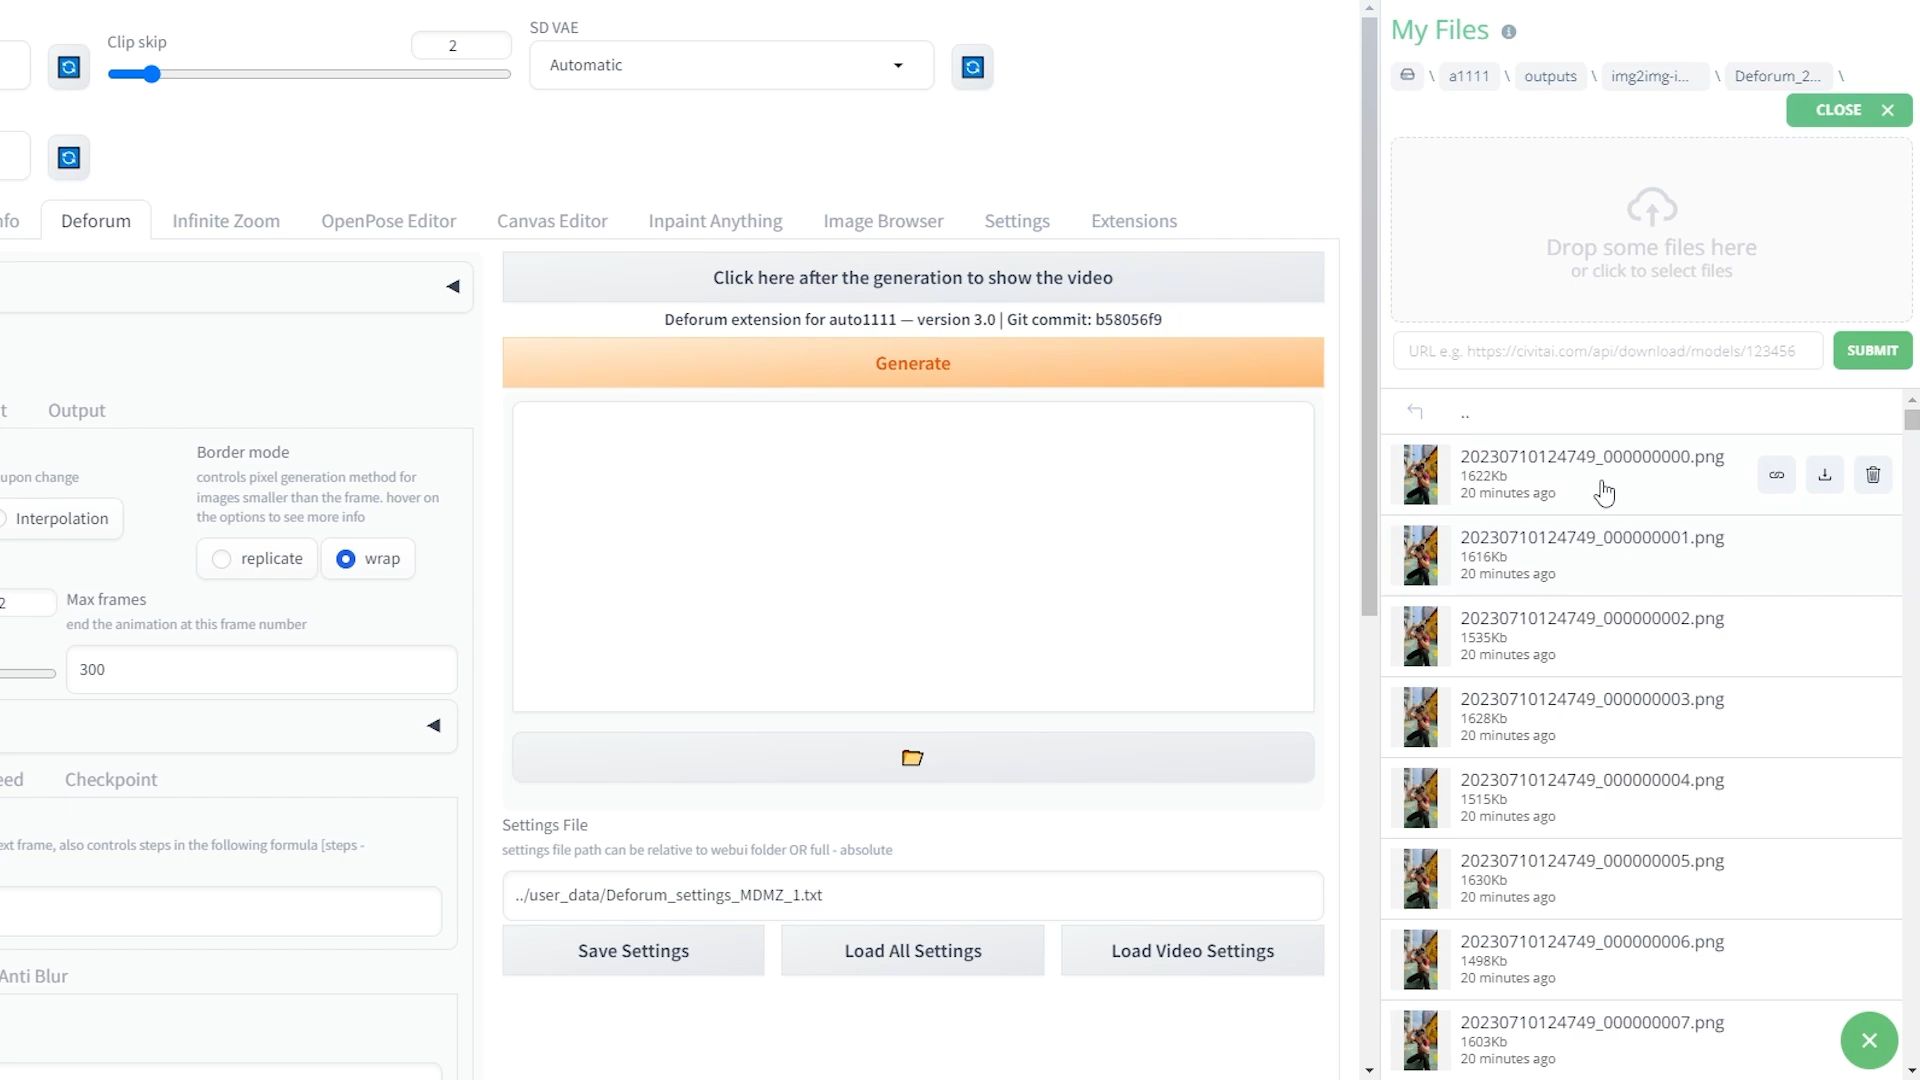 Clip skip
2
SD VAE
Automatic
nfo
Deforum
Infinite Zoom
OpenPose Editor
Canvas Editor
Inpaint Anything
Image Browser
Settings
Extensions
Click here after the generation to show the video
Deforum extension for auto1111 — version 3.0 | Git commit: b58056f9
Generate
t
Output
upon change
Interpolation
Border mode
controls pixel generation method for
images smaller than the frame. hover on
the options to see more info
replicate
wrap
2
Max frames
end the animation at this frame number
300
eed
Checkpoint
ext frame, also controls steps in the following formula [steps -
Anti Blur
Settings File
settings file path can be relative to webui folder OR full - absolute
../user_data/Deforum_settings_MDMZ_1.txt
Save Settings
Load All Settings
Load Video Settings
My Files
\ a1111 \ outputs \ img2img-i... \ Deforum_2... \
CLOSE
Drop some files here
or click to select files
URL e.g. https://civitai.com/api/download/models/123456
SUBMIT
..
20230710124749_000000000.png
1622Kb
20 minutes ago
20230710124749_000000001.png
1616Kb
20 minutes ago
20230710124749_000000002.png
1535Kb
20 minutes ago
20230710124749_000000003.png
1628Kb
20 minutes ago
20230710124749_000000004.png
1515Kb
20 minutes ago
20230710124749_000000005.png
1630Kb
20 minutes ago
20230710124749_000000006.png
1498Kb
20 minutes ago
20230710124749_000000007.png
1603Kb
20 minutes ago